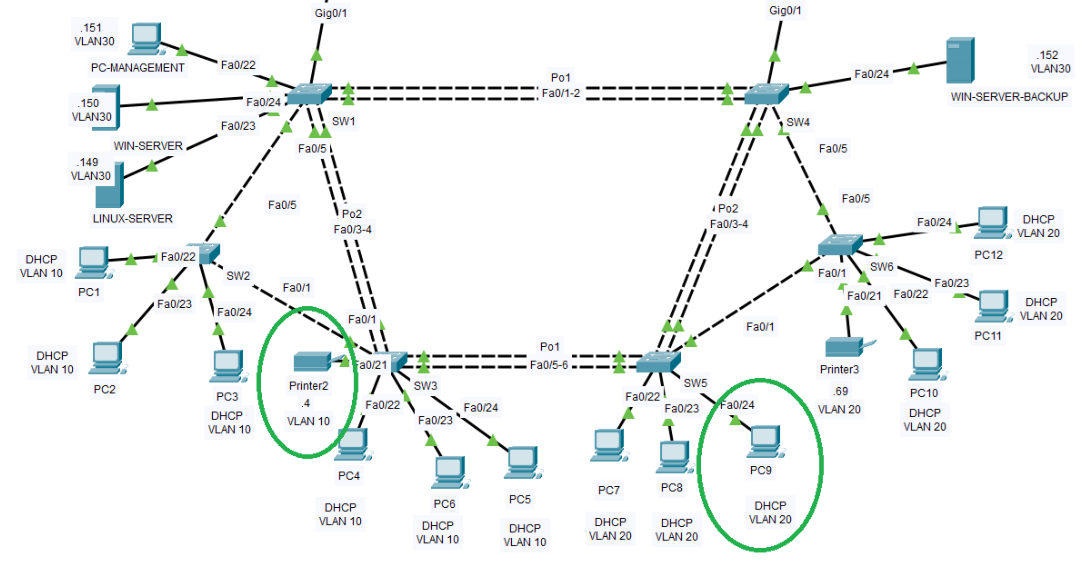 Gig0/1
Gig0/1
.151
VLAN30
PC-MANAGEMENT
Fa0/22
.150
VLAN30
WIN-SERVER
Fa0/24
Fa0/23
SW1
Fa0/5
.149
VLAN30
LINUX-SERVER
Po1
Fa0/1-2
SW4
Fa0/24
.152
VLAN30
WIN-SERVER-BACKUP
Fa0/5
Fa0/5
Po2
Fa0/3-4
Po2
Fa0/3-4
Fa0/5
DHCP
VLAN 10
PC1
Fa0/22
SW2
Fa0/23
Fa0/24
Fa0/1
DHCP
VLAN 10
PC2
PC3
DHCP
VLAN 10
Fa0/1
Printer2
.4
VLAN 10
Fa0/21
SW3
Fa0/22
Fa0/23
Fa0/24
PC4
DHCP
VLAN 10
PC6
DHCP
VLAN 10
PC5
DHCP
VLAN 10
Po1
Fa0/5-6
SW5
Fa0/22
Fa0/23
Fa0/24
Fa0/1
PC7
DHCP
VLAN 20
PC8
DHCP
VLAN 20
PC9
DHCP
VLAN 20
Fa0/24
DHCP
VLAN 20
PC12
Fa0/1
SW6
Fa0/21
Fa0/22
Fa0/23
DHCP
VLAN 20
PC11
Printer3
.69
VLAN 20
PC10
DHCP
VLAN 20